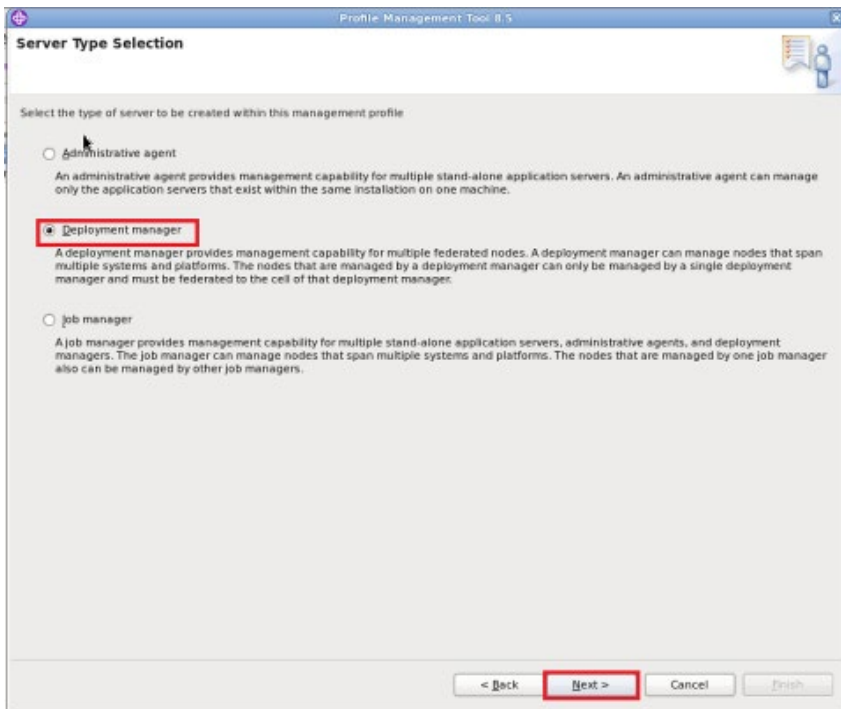 Profile Management Tool 8.5
Server Type Selection
Select the type of server to be created within this management profile
Administrative agent
An administrative agent provides management capability for multiple stand-alone application servers. An administrative agent can manage
only the application servers that exist within the same installation on one machine.
Deployment manager
A deployment manager provides management capability for multiple federated nodes. A deployment manager can manage nodes that span
multiple systems and platforms. The nodes that are managed by a deployment manager can only be managed by a single deployment
manager and must be federated to the cell of that deployment manager.
Job manager
A job manager provides management capability for multiple stand-alone application servers, administrative agents, and deployment
managers. The job manager can manage nodes that span multiple systems and platforms. The nodes that are managed by one job manager
also can be managed by other job managers.
< Back Next > Cancel Finish